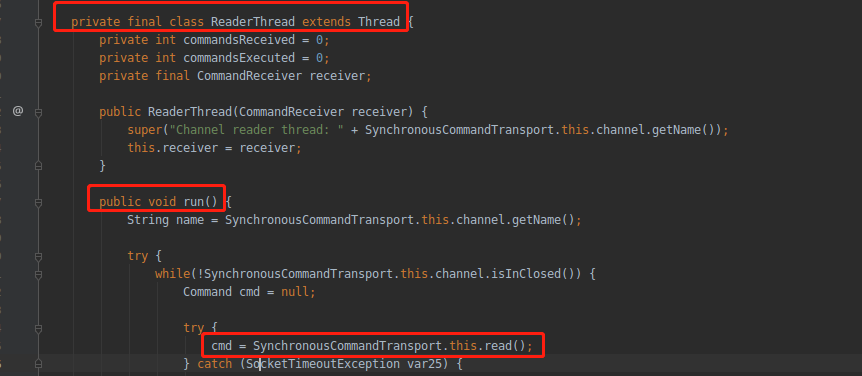 private final class ReaderThread extends Thread {
private int commandsReceived = 0;
private int commandsExecuted = 0;
private final CommandReceiver receiver;
@ public ReaderThread(CommandReceiver receiver) {
super("Channel reader thread: " + SynchronousCommandTransport.this.channel.getName());
this.receiver = receiver;
}
public void run() {
String name = SynchronousCommandTransport.this.channel.getName();
try {
while(!SynchronousCommandTransport.this.channel.isInClosed()) {
Command cmd = null;
try {
cmd = SynchronousCommandTransport.this.read();
} catch (SocketTimeoutException var25) {